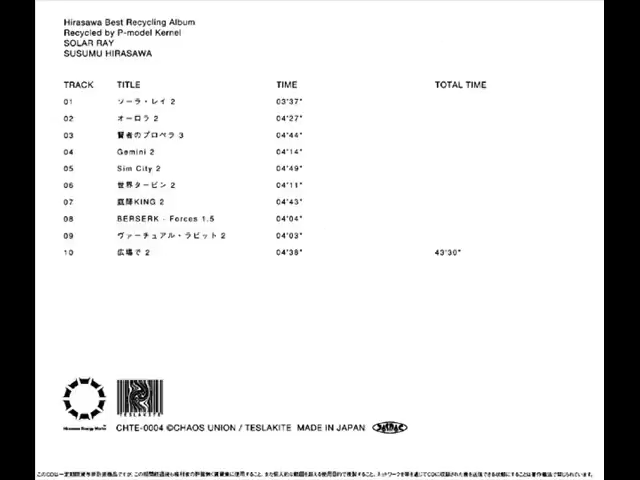 Hirasawa Best Recycling Album
Recycled by P-model Kernel
SOLAR RAY
SUSUMU HIRASAWA
TRACK TITLE TIME TOTAL TIME
01 ソーラ・レイ 2 03'37"
02 オーロラ 2 04'27"
03 賢者のプロペラ 3 04'44"
04 Gemini 2 04'14"
05 Sim City 2 04'49"
06 世界タービン 2 04'11"
07 庭師KING 2 04'43"
08 BERSERK - Forces 1.5 04'04"
09 ヴァーチュアル・ラビット 2 04'03"
10 広場で 2 04'38" 43'30"
TESLAKITE
Hirasawa Energy Works
CHTE-0004 ©CHAOS UNION / TESLAKITE MADE IN JAPAN